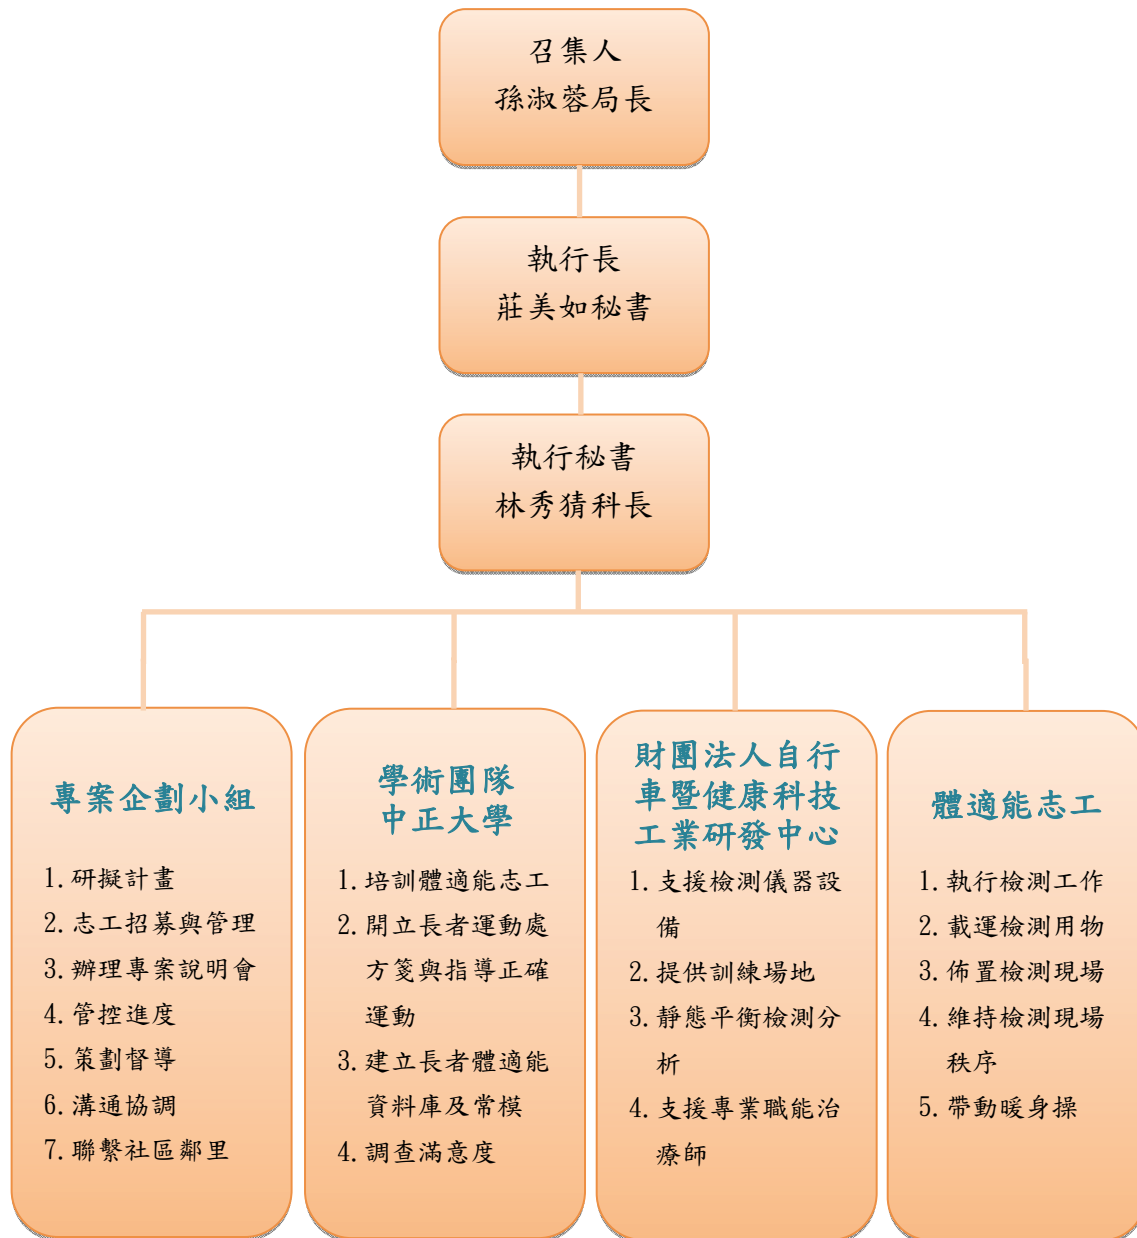 召集人
孫淑蓉局長
執行長
莊美如秘書
執行秘書
林秀猜科長
專案企劃小組
1.研擬計畫
2.志工招募與管理
3.辦理專案說明會
4.管控進度
5.策劃督導
6.溝通協調
7.聯繫社區鄰里
學術團隊
中正大學
1.培訓體適能志工
2.開立長者運動處
方箋與指導正確
運動
3.建立長者體適能
資料庫及常模
4.調查滿意度
財團法人自行
車暨健康科技
工業研發中心
1.支援檢測儀器設
備
2.提供訓練場地
3.靜態平衡檢測分
析
4.支援專業職能治
療師
體適能志工
1.執行檢測工作
2.載運檢測用物
3.佈置檢測現場
4.維持檢測現場
秩序
5.帶動暖身操